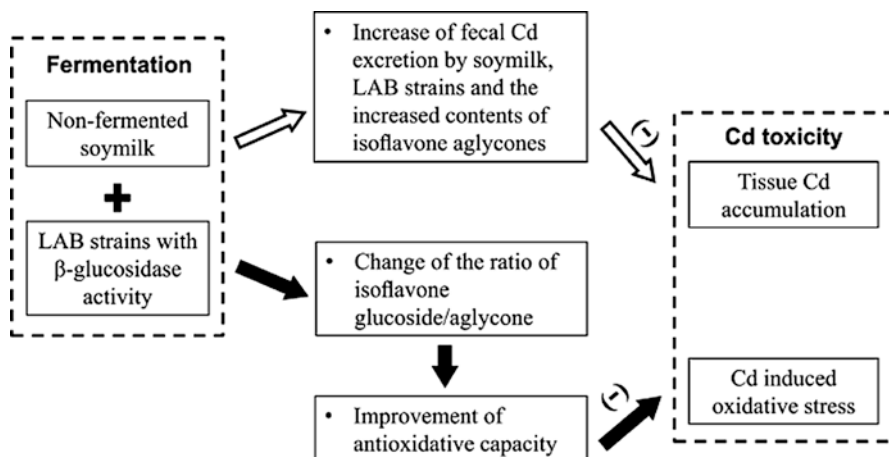 Fermentation
Non-fermented
soymilk
LAB strains with
β-glucosidase
activity
• Increase of fecal Cd
excretion by soymilk,
LAB strains and the
increased contents of
isoflavone aglycones
• Change of the ratio of
isoflavone
glucoside/aglycone
• Improvement of
antioxidative capacity
(-)
(-)
Cd toxicity
Tissue Cd
accumulation
Cd induced
oxidative stress